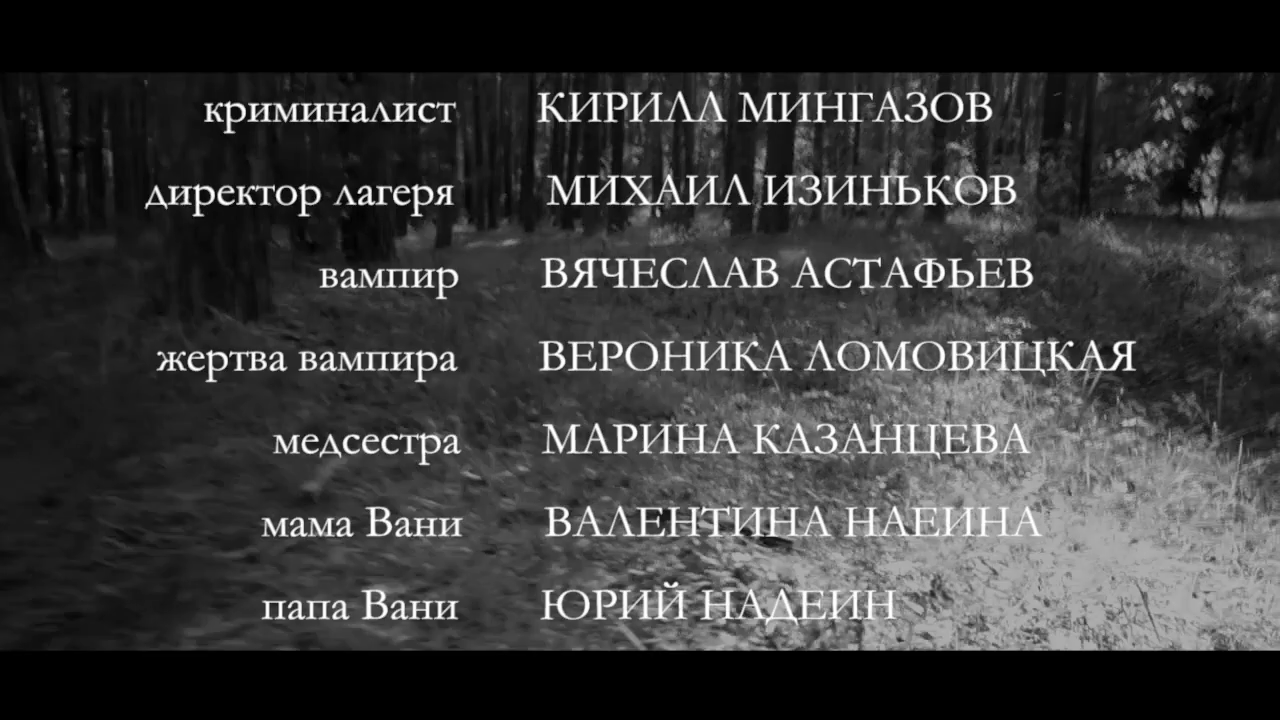 криминалист КИРИЛЛ МИНГАЗОВ
директор лагеря МИХАИЛ ИЗИНЬКОВ
вампир ВЯЧЕСЛАВ АСТАФЬЕВ
жертва вампира ВЕРОНИКА ЛОМОВИЦКАЯ
медсестра МАРИНА КАЗАНЦЕВА
мама Вани ВАЛЕНТИНА НАЕИНА
папа Вани ЮРИЙ НАДЕИН